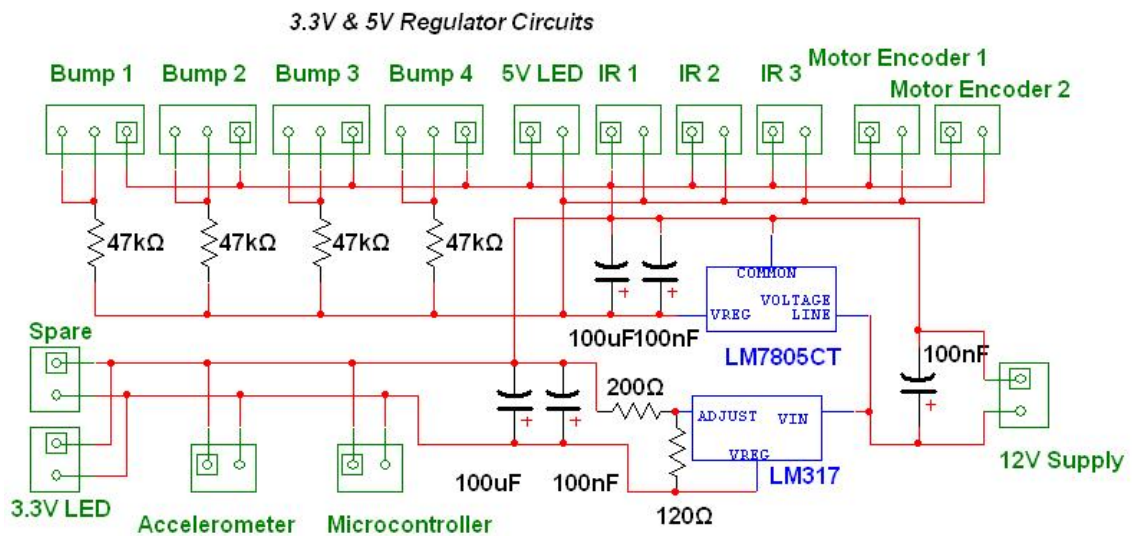 3.3V & 5V Regulator Circuits
Motor Encoder 1
Bump 1 Bump 2 Bump 3 Bump 4 5V LED IR 1 IR 2 IR 3
Motor Encoder 2
47kΩ 47kΩ 47kΩ 47kΩ
COMMON
VOLTAGE
VREG LINE
+ +
100uF 100nF
Spare
LM7805CT
100nF
200Ω
+
ADJUST VIN
+ +
VREG
12V Supply
LM317
100uF 100nF
3.3V LED
120Ω
Accelerometer Microcontroller